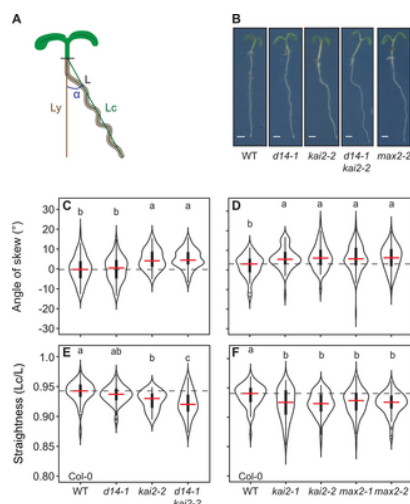 A
B
L
α
Ly
Lc
WT
d14-1
kai2-2
d14-1
kai2-2
max2-2
C
D
Angle of skew (°)
30
20
10
0
-10
-20
-30
b
b
a
a
b
a
a
a
a
E
F
Straightness (Lc/L)
1.0
0.95
0.90
0.85
0.80
a
ab
b
c
a
b
b
b
b
Col-0
Col-0
WT
d14-1
kai2-2
d14-1
kai2-2
WT
kai2-1
kai2-2
max2-1
max2-2